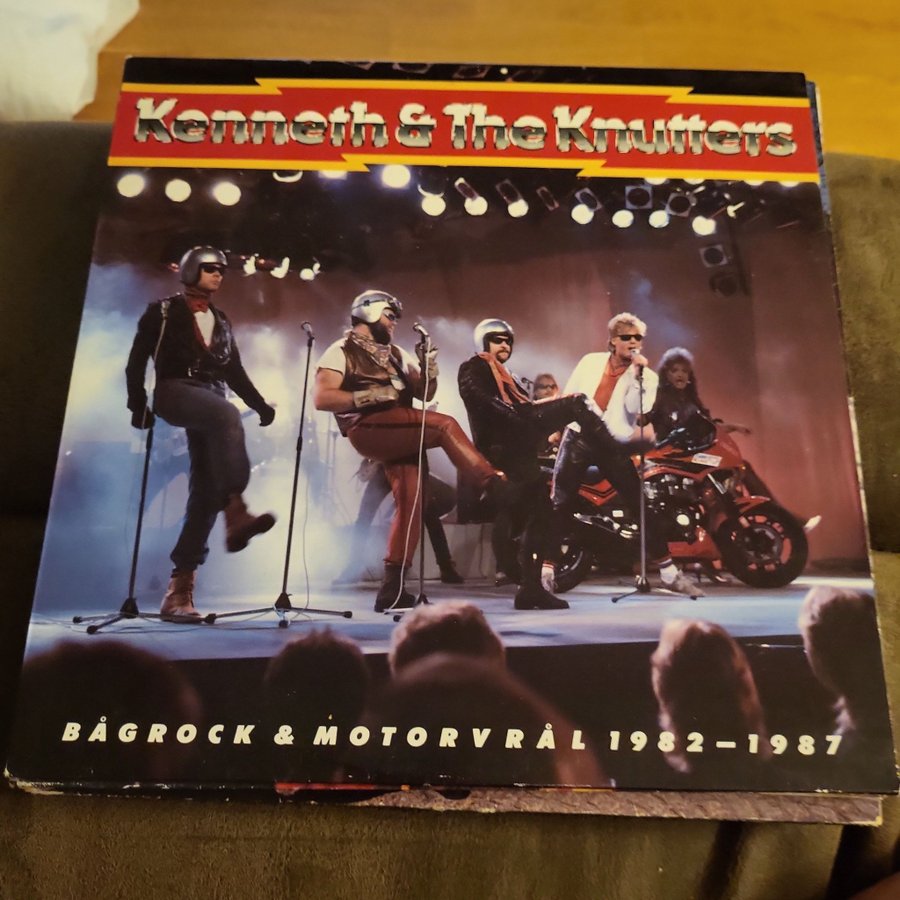 Kenneth & The Knutters
BÅGROCK & MOTORVRÅL 1982–1987